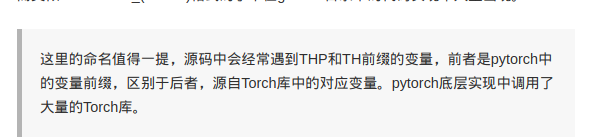 这里的命名值得一提，源码中会经常遇到THP和TH前缀的变量，前者是pytorch中
的变量前缀，区别于后者，源自Torch库中的对应变量。pytorch底层实现中调用了
大量的Torch库。